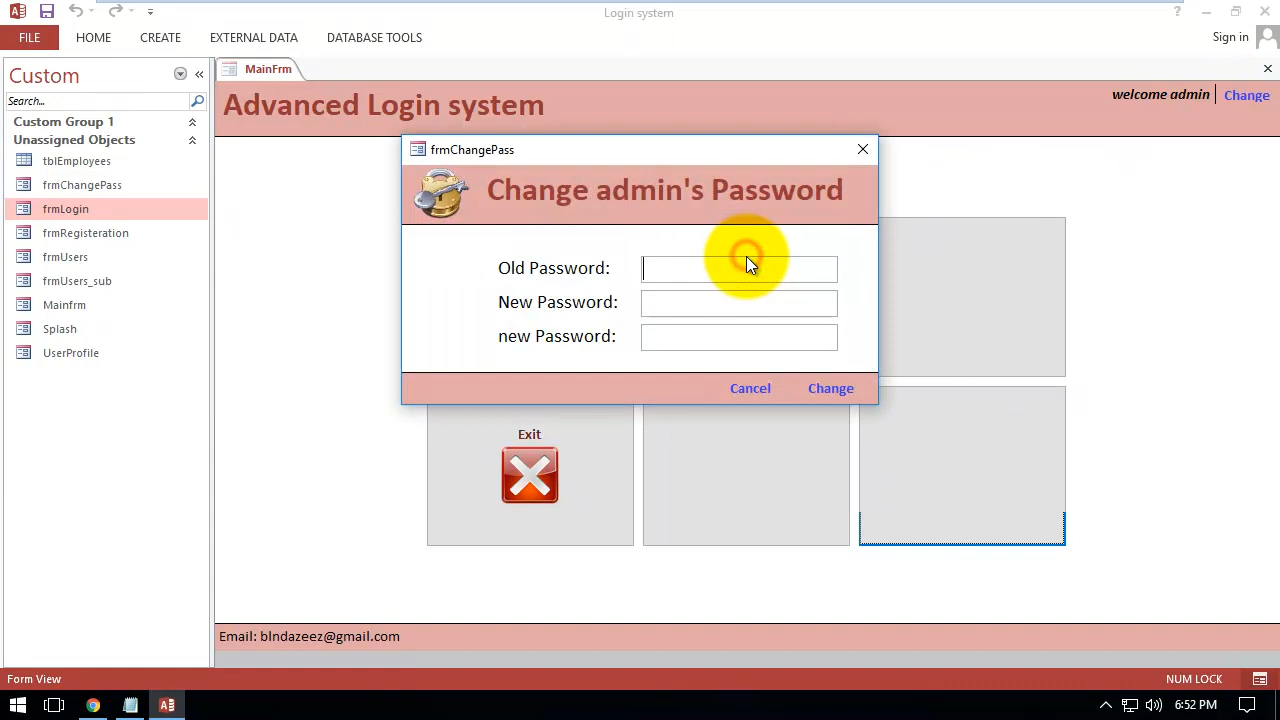 Login system
?
FILE
HOME
CREATE
EXTERNAL DATA
DATABASE TOOLS
Sign in
Custom
Search...
Custom Group 1
Unassigned Objects
tblEmployees
frmChangePass
frmLogin
frmRegisteration
frmUsers
frmUsers_sub
Mainfrm
Splash
UserProfile
MainFrm
Advanced Login system
welcome admin
Change
frmChangePass
Change admin's Password
Old Password:
New Password:
new Password:
Cancel
Change
Exit
Email: blndazeez@gmail.com
Form View
NUM LOCK
6:52 PM